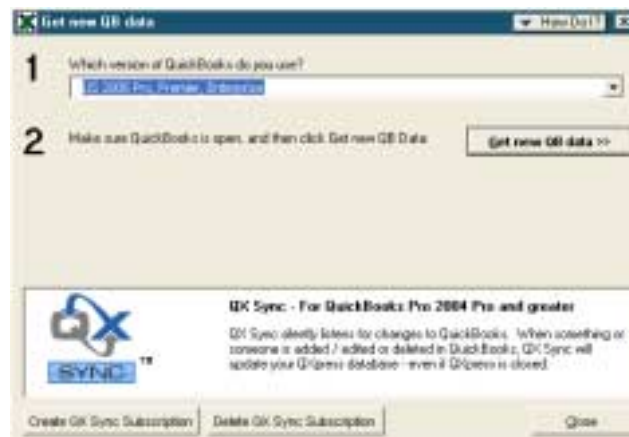 Get new QB data
How Do I?
1
Which version of QuickBooks do you use?
Pro, Premier, Enterprise
2
Make sure QuickBooks is open, and then click Get new QB Data
Get new QB data >>
QX
SYNC
TM
QX Sync - For QuickBooks Pro 2004 Pro and greater
QX Sync silently listens for changes to QuickBooks. When something or
someone is added / edited or deleted in QuickBooks, QX Sync will
update your QXpress database - even if QXpress is closed.
Create QX Sync Subscription
Delete QX Sync Subscription
Close